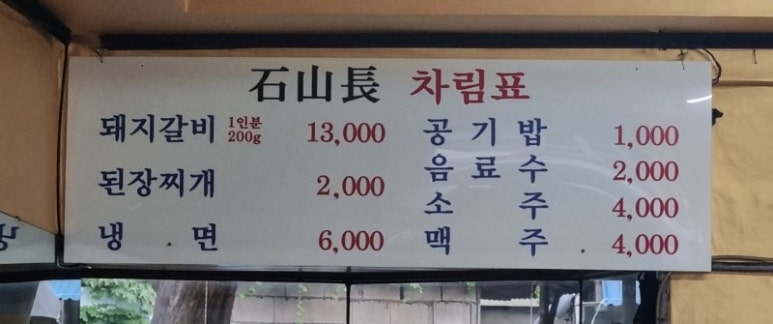 石山長 차림표
돼지갈비 1인분 200g 13,000
된장찌개 2,000
냉면 6,000
공기밥 1,000
음료수 2,000
소주 4,000
맥주 4,000